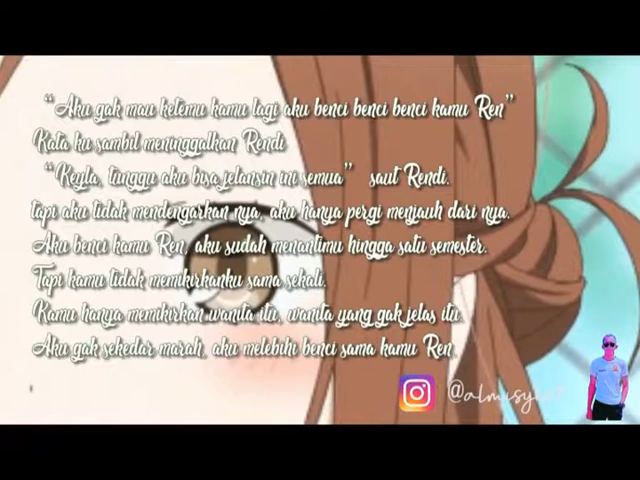 “Aku gak mau ketemu kamu lagi aku benci benci benci kamu Ren”
Kata ku sambil meninggalkan Rendi
“Keyla, tunggu aku bisa jelansin ini semua” saut Rendi.
tapi aku tidak mendengarkan nya, aku hanya pergi menjauh dari nya.
Aku benci kamu Ren, aku sudah menantimu hingga satu semester.
Tapi kamu tidak memikirkanku sama sekali.
Kamu hanya memikirkan wanita itu, wanita yang gak jelas itu.
Aku gak sekedar marah, aku melebihi benci sama kamu Ren.